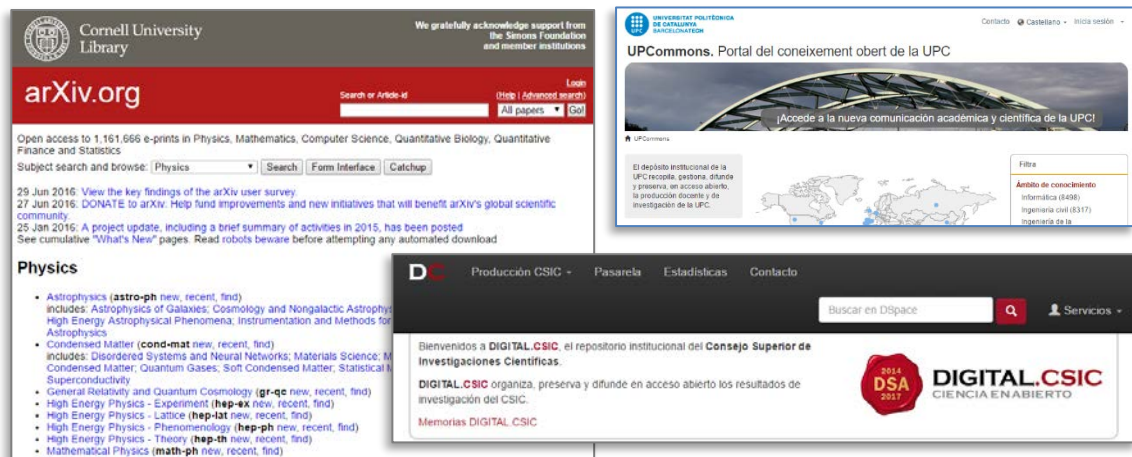 Cornell University
Library
We gratefully acknowledge support from
the Simons Foundation
and member institutions
arXiv.org
Login
Search or Article-id
(Help | Advanced search)
All papers
Go!
Open access to 1,161,666 e-prints in Physics, Mathematics, Computer Science, Quantitative Biology, Quantitative
Finance and Statistics
Subject search and browse: Physics Search Form Interface Catchup
29 Jun 2016: View the key findings of the arXiv user survey.
27 Jun 2016: DONATE to arXiv: Help fund improvements and new initiatives that will benefit arXiv's global scientific
community.
25 Jan 2016: A project update, including a brief summary of activities in 2015, has been posted
See cumulative "What's New" pages. Read robots beware before attempting any automated download
Physics
Astrophysics (astro-ph new, recent, find)
includes: Astrophysics of Galaxies; Cosmology and Nongalactic
High Energy Astrophysical Phenomena; Instrumentation and Methods for
Astrophysics
Condensed Matter (cond-mat new, recent, find)
includes: Disordered Systems and Neural Networks; Materials Science;
Condensed Matter; Quantum Gases; Soft Condensed Matter; Statistical
Superconductivity
General Relativity and Quantum Cosmology (gr-qc new, recent, find)
High Energy Physics - Experiment (hep-ex new, recent, find)
High Energy Physics - Lattice (hep-lat new, recent, find)
High Energy Physics - Phenomenology (hep-ph new, recent, find)
High Energy Physics - Theory (hep-th new, recent, find)
Mathematical Physics (math-ph new, recent, find)
UNIVERSITAT POLITÈCNICA
DE CATALUNYA
BARCELONATECH
UPC
Contacto Castellano Inicia sesión
UPCommons. Portal del coneixement obert de la UPC
¡Accede a la nueva comunicación académica y científica de la UPC!
UPCommons
El depósito institucional de la
UPC recopila, gestiona, difunde
y preserva, en acceso abierto,
la producción docente y de
investigación de la UPC.
Filtra
Ámbito de conocimiento
Informática (8498)
Ingeniería civil (8317)
Ingeniería de la
DC Producción CSIC Pasarela Estadísticas Contacto
Buscar en DSpace
Servicios
Bienvenidos a DIGITAL.CSIC, el repositorio institucional del Consejo Superior de
Investigaciones Científicas.
DIGITAL.CSIC organiza, preserva y difunde en acceso abierto los resultados de
investigación del CSIC.
Memorias DIGITAL.CSIC
2014
DSA
2017
DIGITAL.CSIC
CIENCIA EN ABIERTO